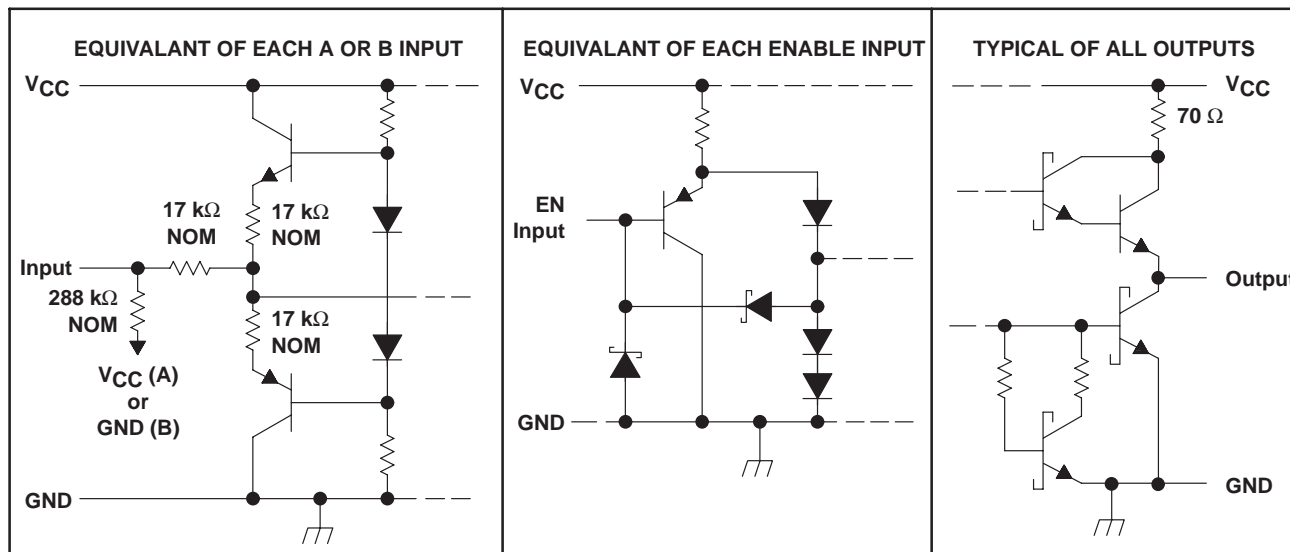 EQUIVALANT OF EACH A OR B INPUT
VCC
17 kΩ
NOM
17 kΩ
NOM
Input
288 kΩ
NOM
17 kΩ
NOM
VCC (A)
or
GND (B)
GND
EQUIVALANT OF EACH ENABLE INPUT
VCC
EN
Input
GND
TYPICAL OF ALL OUTPUTS
VCC
70 Ω
Output
GND